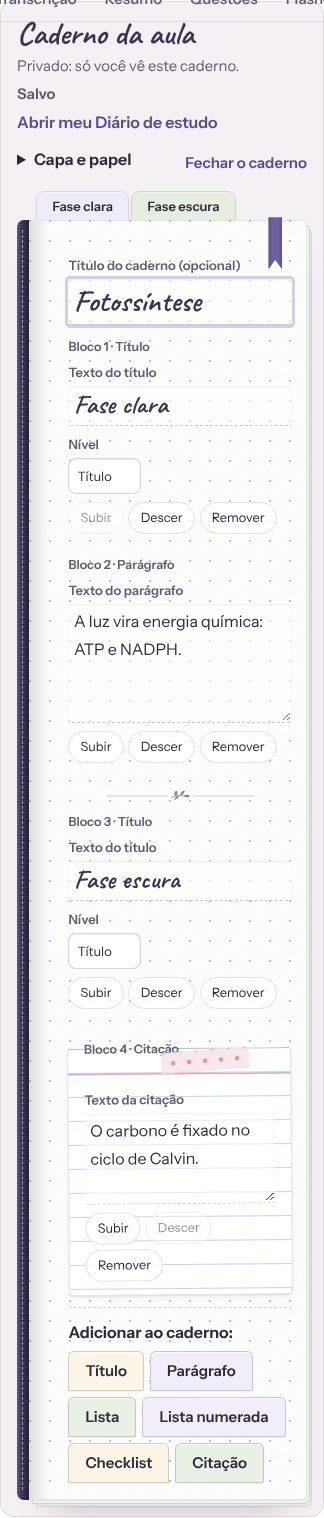 Transcrição Resumo Questões
Caderno da aula
Privado: só você vê este caderno.
Salvo
Abrir meu Diário de estudo
Capa e papel
Fechar o caderno
Fase clara
Fase escura
Título do caderno (opcional)
Fotossíntese
Bloco 1 · Título
Texto do título
Fase clara
Nível
Título
Subir Descer Remover
Bloco 2 · Parágrafo
Texto do parágrafo
A luz vira energia química:
ATP e NADPH.
Subir Descer Remover
Bloco 3 · Título
Texto do título
Fase escura
Nível
Título
Subir Descer Remover
Bloco 4 · Citação
Texto da citação
O carbono é fixado no
ciclo de Calvin.
Subir Descer
Remover
Adicionar ao caderno:
Título Parágrafo
Lista Lista numerada
Checklist Citação